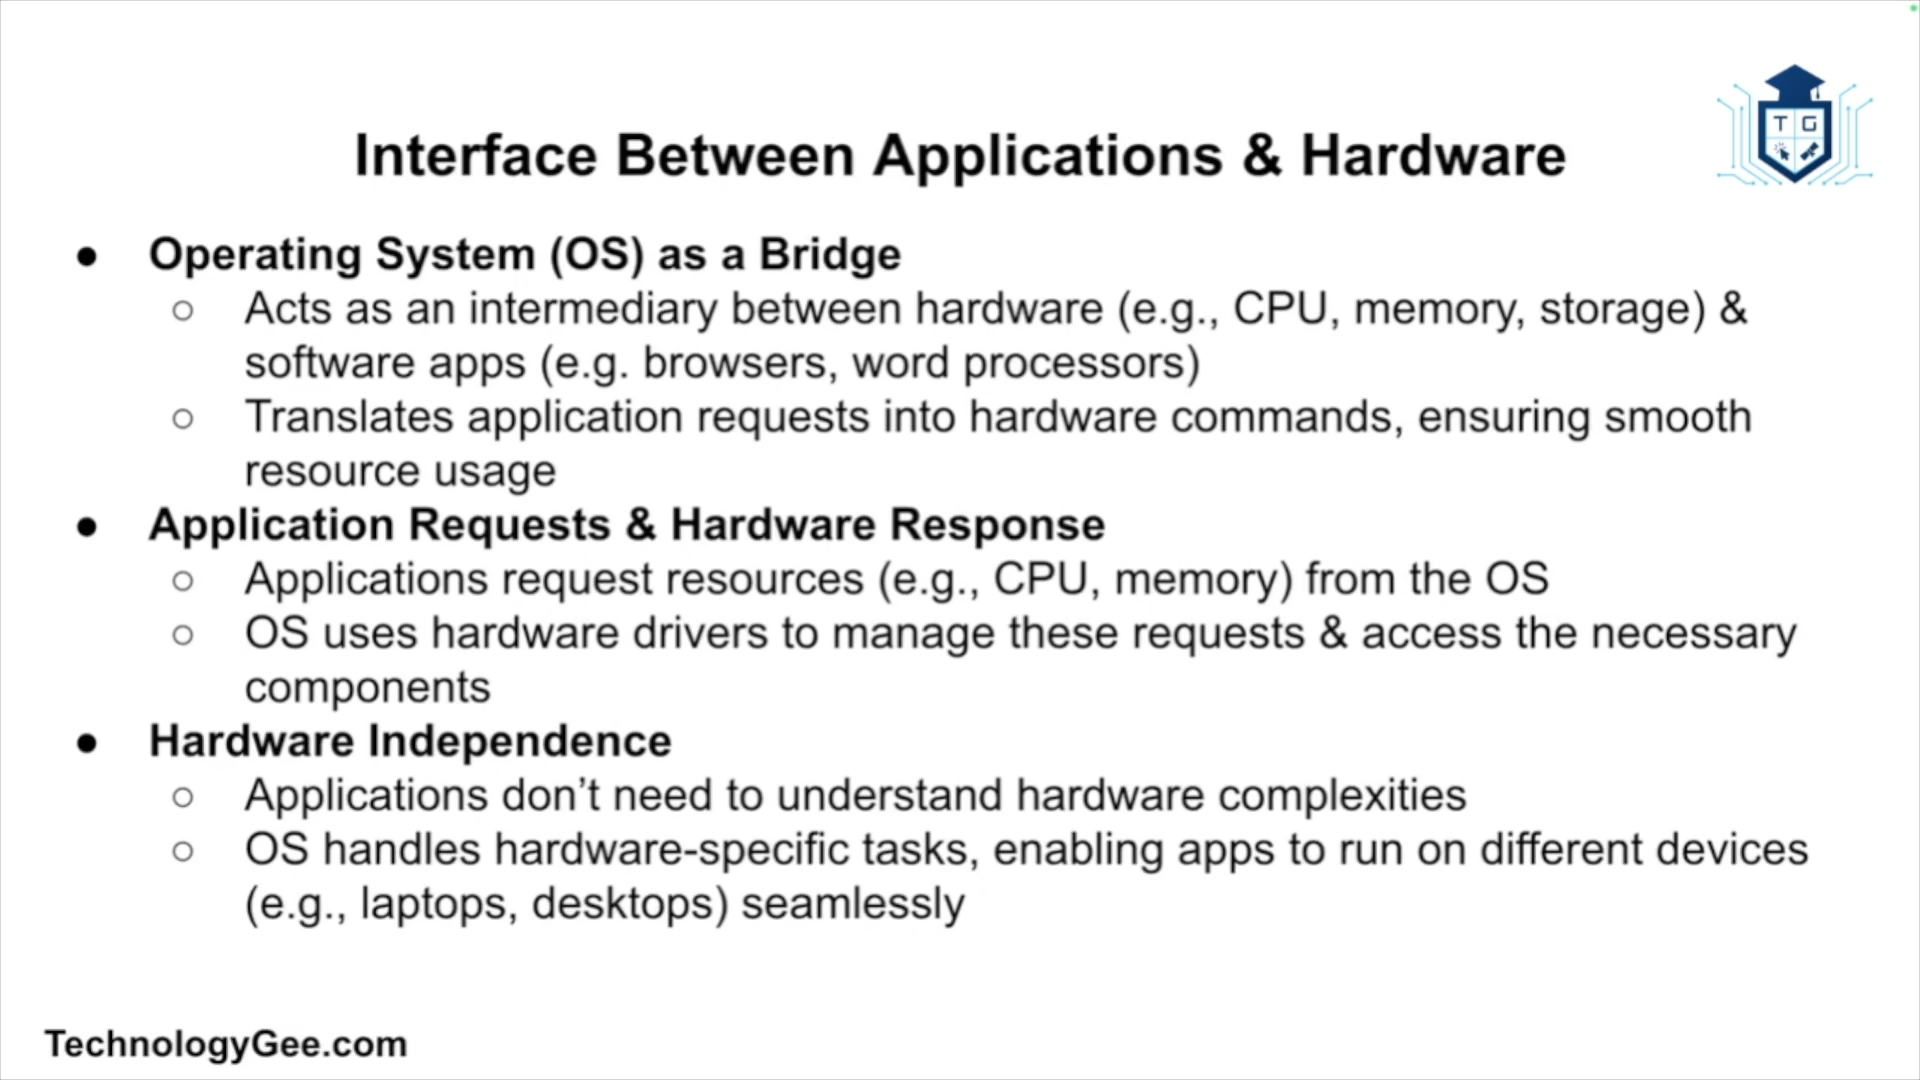 Interface Between Applications & Hardware
T G
● Operating System (OS) as a Bridge
○ Acts as an intermediary between hardware (e.g., CPU, memory, storage) &
software apps (e.g. browsers, word processors)
○ Translates application requests into hardware commands, ensuring smooth
resource usage
● Application Requests & Hardware Response
○ Applications request resources (e.g., CPU, memory) from the OS
○ OS uses hardware drivers to manage these requests & access the necessary
components
● Hardware Independence
○ Applications don’t need to understand hardware complexities
○ OS handles hardware-specific tasks, enabling apps to run on different devices
(e.g., laptops, desktops) seamlessly
TechnologyGee.com